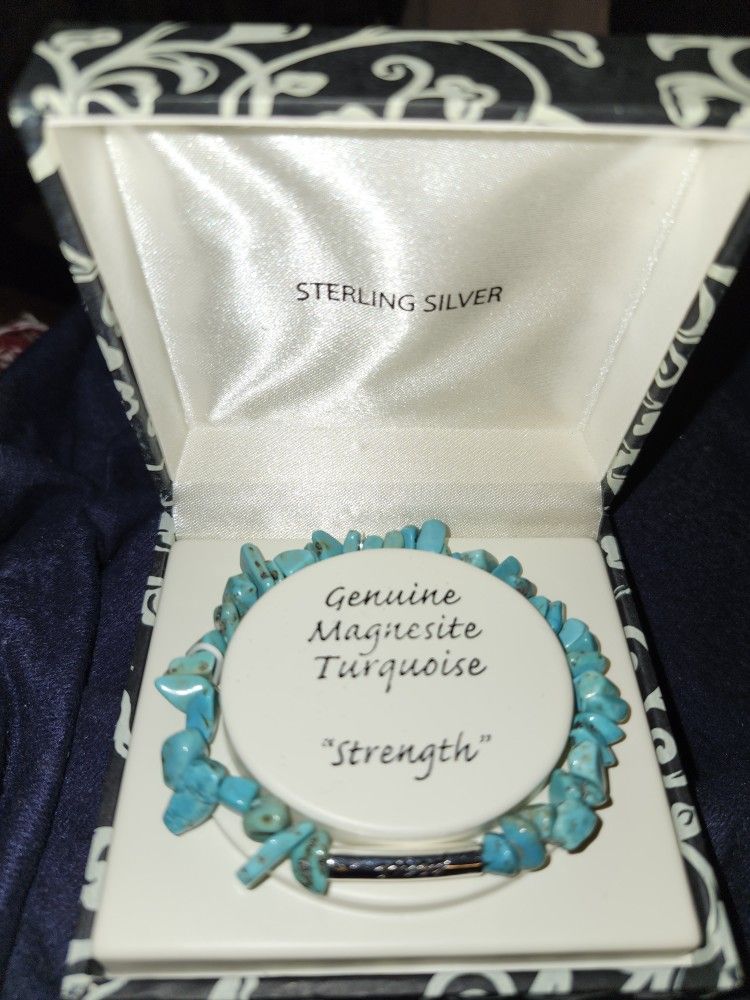 STERLING SILVER
Genuine
Magnesite
Turquoise
"Strength"